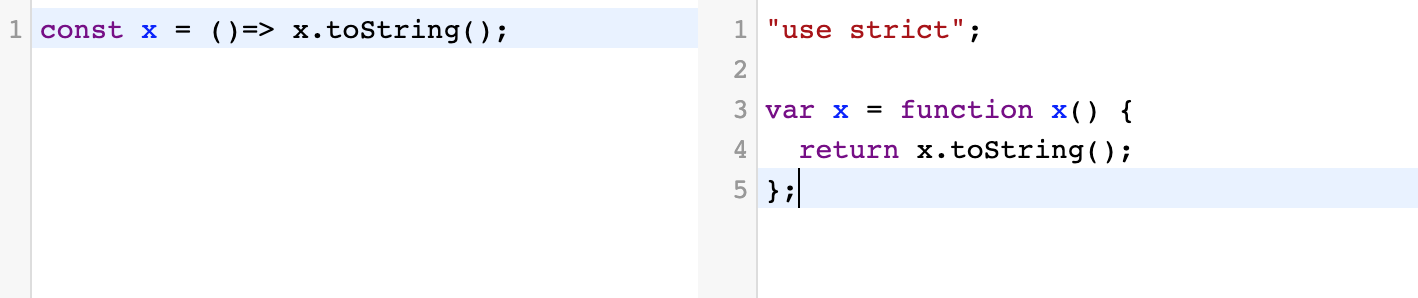 1 const x = ()=> x.toString();
1 "use strict";
2
3 var x = function x() {
4   return x.toString();
5 };